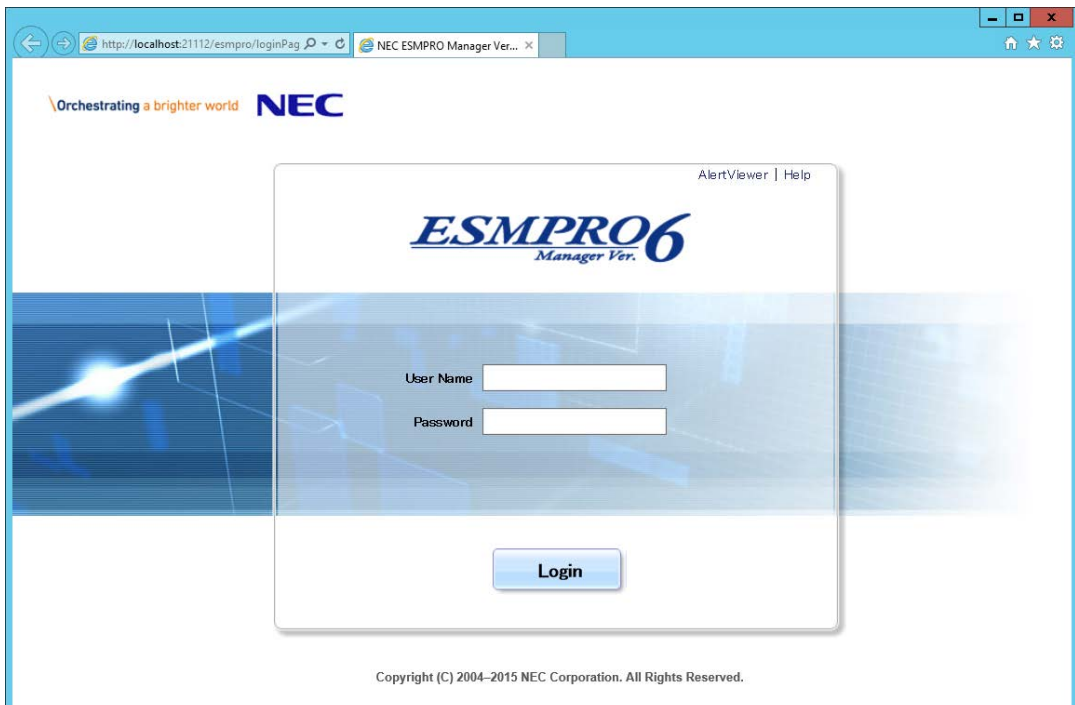 http://localhost:21112/esmpro/loginPag
NEC ESMPRO Manager Ver...
\Orchestrating a brighter world NEC
AlertViewer | Help
ESMPRO6
Manager Ver.
User Name
Password
Login
Copyright (C) 2004–2015 NEC Corporation. All Rights Reserved.